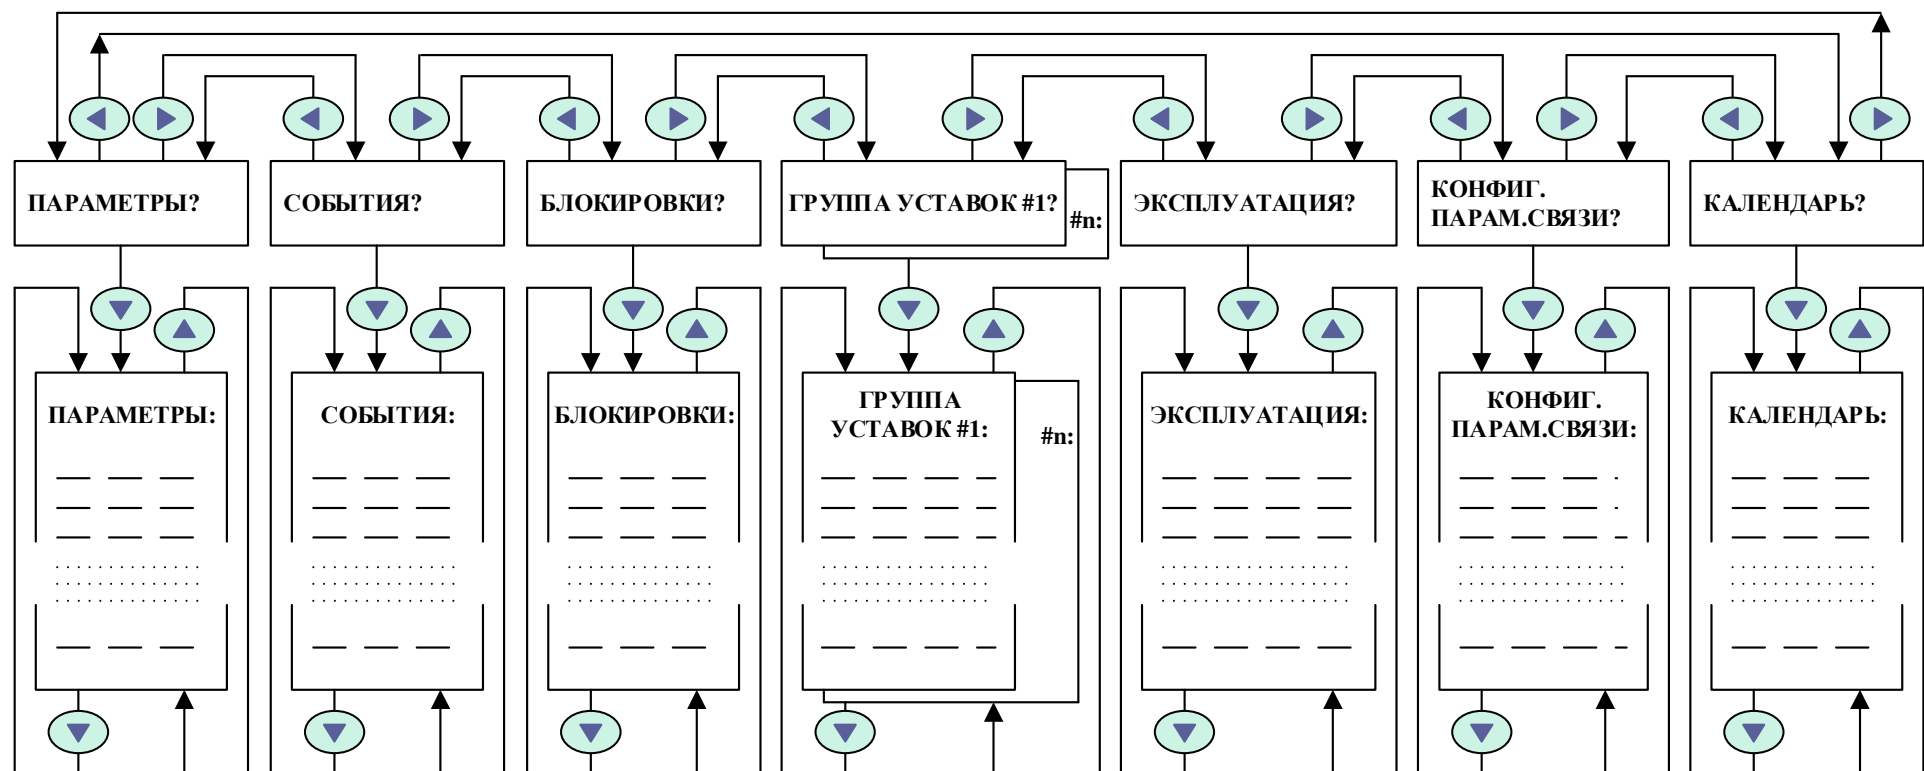 ПАРАМЕТРЫ?
СОБЫТИЯ?
БЛОКИРОВКИ?
ГРУППА УСТАВОК #1?
#n:
ЭКСПЛУАТАЦИЯ?
КОНФИГ.
ПАРАМ.СВЯЗИ?
КАЛЕНДАРЬ?
ПАРАМЕТРЫ:
СОБЫТИЯ:
БЛОКИРОВКИ:
ГРУППА
УСТАВОК #1:
#n:
ЭКСПЛУАТАЦИЯ:
КОНФИГ.
ПАРАМ.СВЯЗИ:
КАЛЕНДАРЬ: